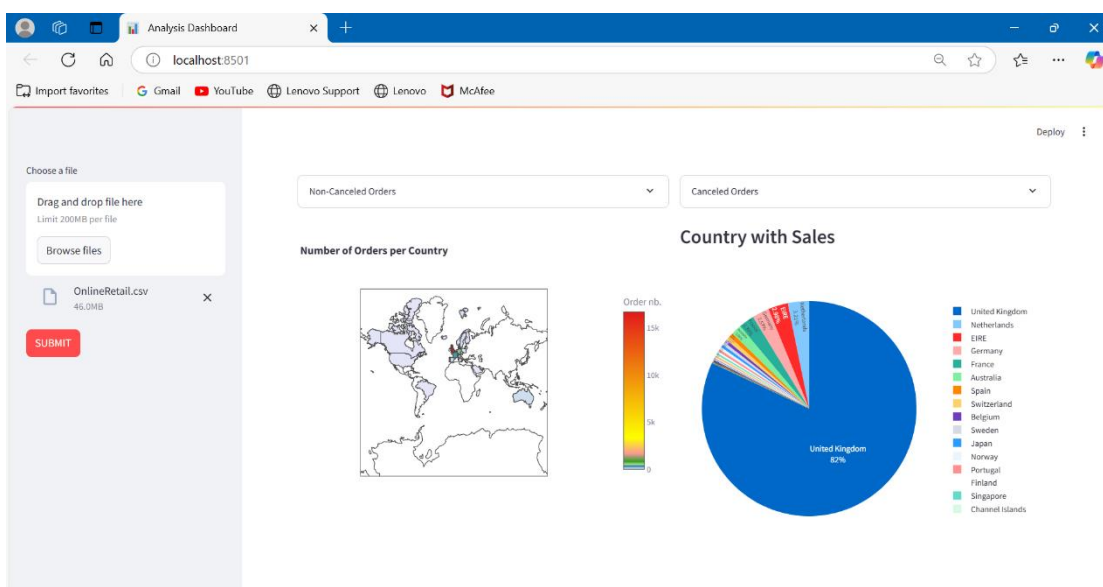 Analysis Dashboard
localhost:8501
Import favorites
Gmail
YouTube
Lenovo Support
Lenovo
McAfee
Deploy
Choose a file
Drag and drop file here
Limit 200MB per file
Browse files
OnlineRetail.csv
46.0MB
SUBMIT
Non-Canceled Orders
Canceled Orders
Number of Orders per Country
Order nb.
15k
10k
5k
0
Country with Sales
Netherlands
EIRE
United Kingdom
82%
United Kingdom
Netherlands
EIRE
Germany
France
Australia
Spain
Switzerland
Belgium
Sweden
Japan
Norway
Portugal
Finland
Singapore
Channel Islands